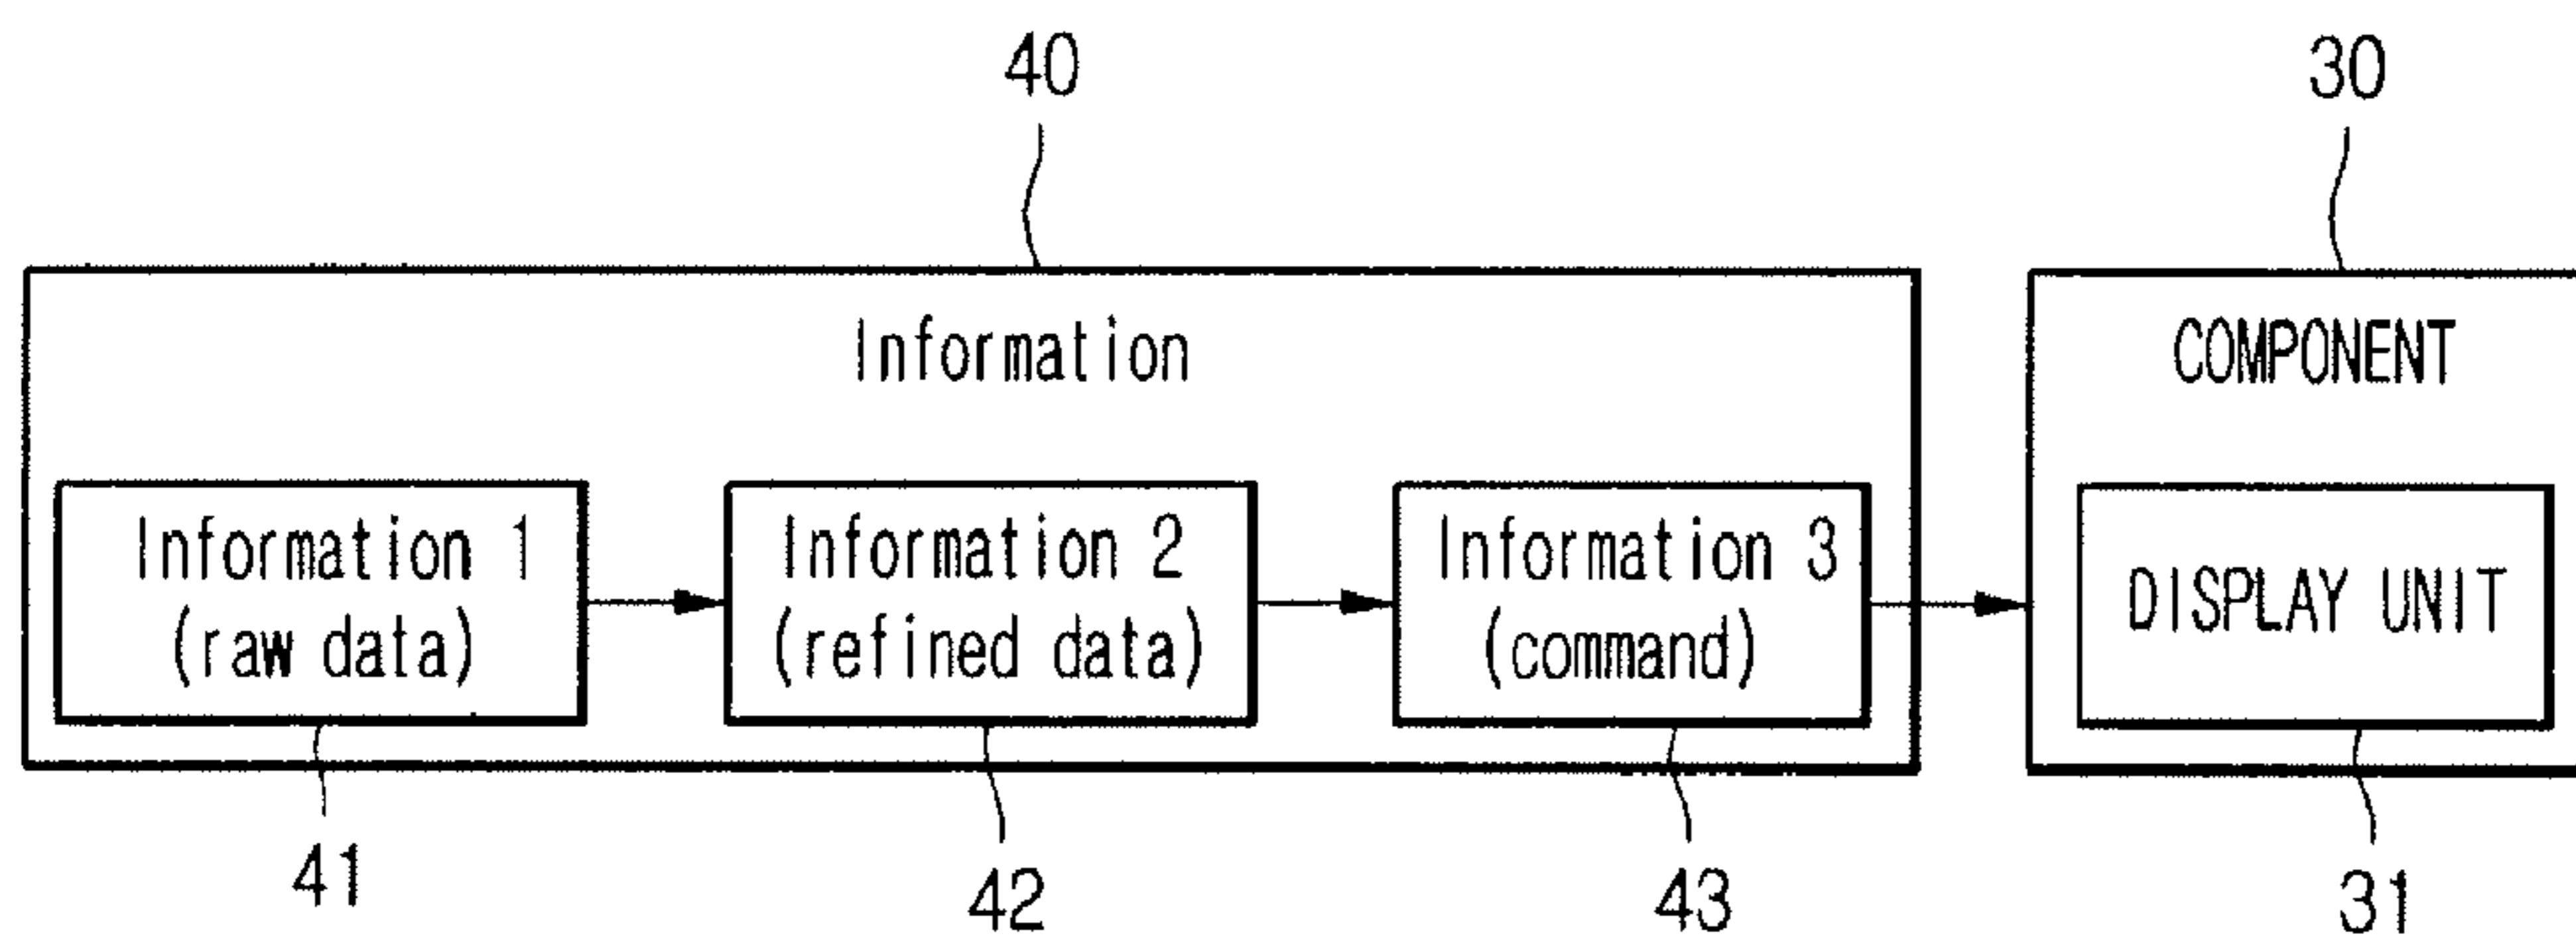 40
30
Information
COMPONENT
Information 1
(raw data)
Information 2
(refined data)
Information 3
(command)
DISPLAY UNIT
41
42
43
31